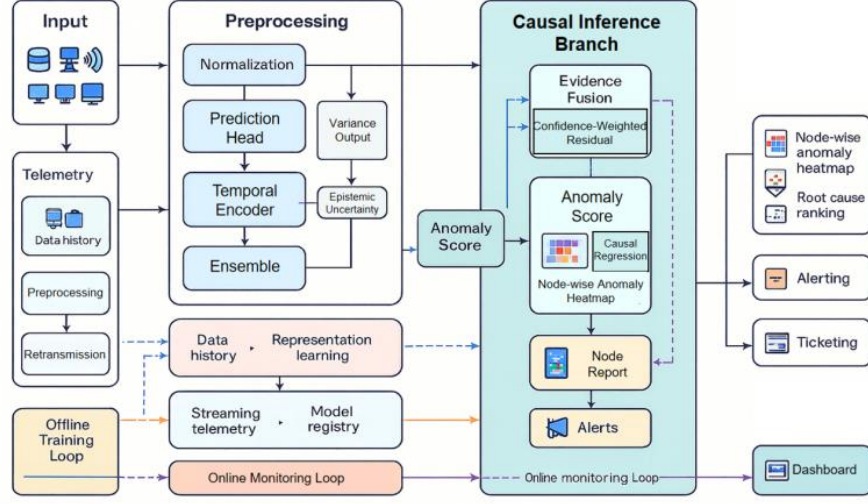 Input
Telemetry
Data history
Preprocessing
Retransmission
Offline
Training
Loop
Preprocessing
Normalization
Prediction
Head
Variance
Output
Temporal
Encoder
Epistemic
Uncertainty
Ensemble
Data
history
Representation
learning
Streaming
telemetry
Model
registry
Online Monitoring Loop
Anomaly
Score
Causal Inference
Branch
Evidence
Fusion
Confidence-Weighted
Residual
Anomaly
Score
Causal
Regression
Node-wise Anomaly
Heatmap
Node
Report
Alerts
Online monitoring Loop
Node-wise
anomaly
heatmap
Root cause
ranking
Alerting
Ticketing
Dashboard